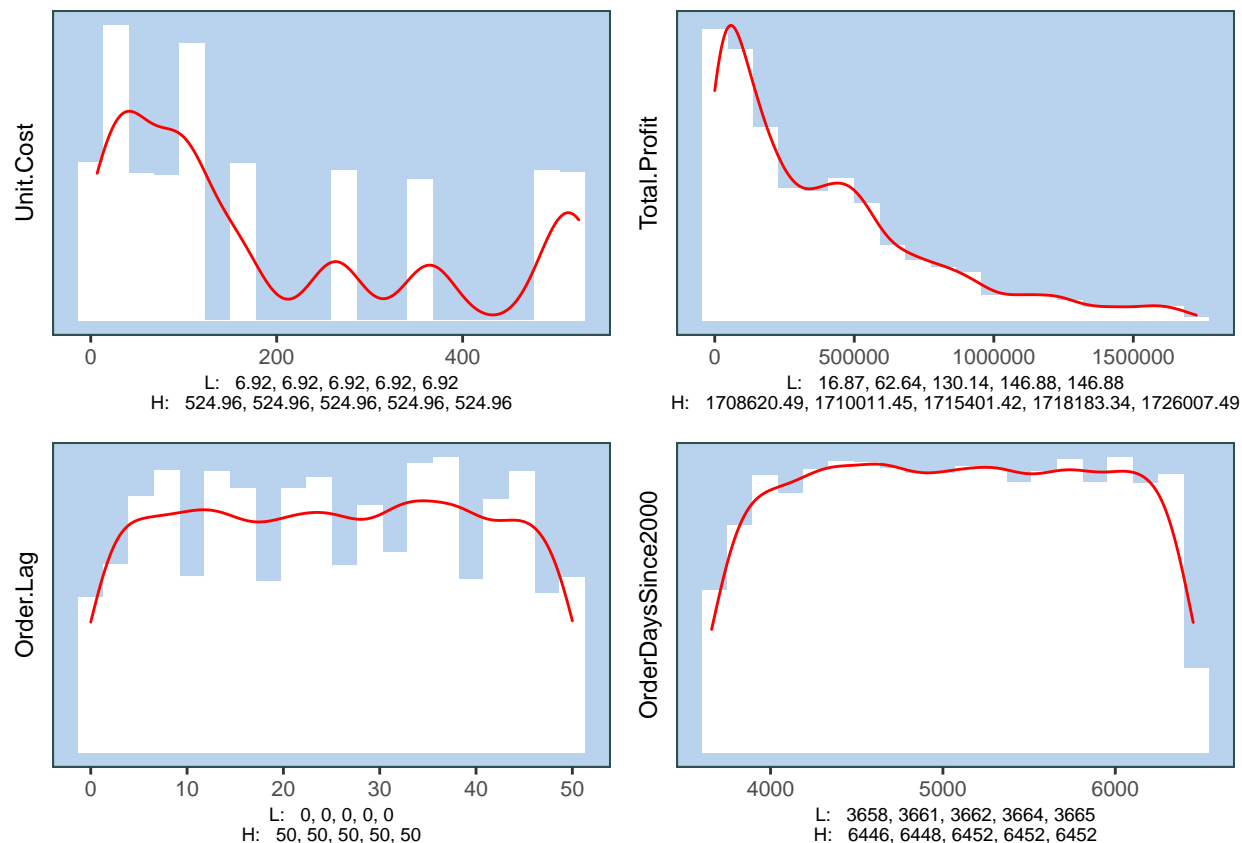 Unit.Cost
0 200 400
L: 6.92, 6.92, 6.92, 6.92, 6.92
H: 524.96, 524.96, 524.96, 524.96, 524.96
Total.Profit
0 500000 1000000 1500000
L: 16.87, 62.64, 130.14, 146.88, 146.88
H: 1708620.49, 1710011.45, 1715401.42, 1718183.34, 1726007.49
Order.Lag
0 10 20 30 40 50
L: 0, 0, 0, 0, 0
H: 50, 50, 50, 50, 50
OrderDaysSince2000
4000 5000 6000
L: 3658, 3661, 3662, 3664, 3665
H: 6446, 6448, 6452, 6452, 6452